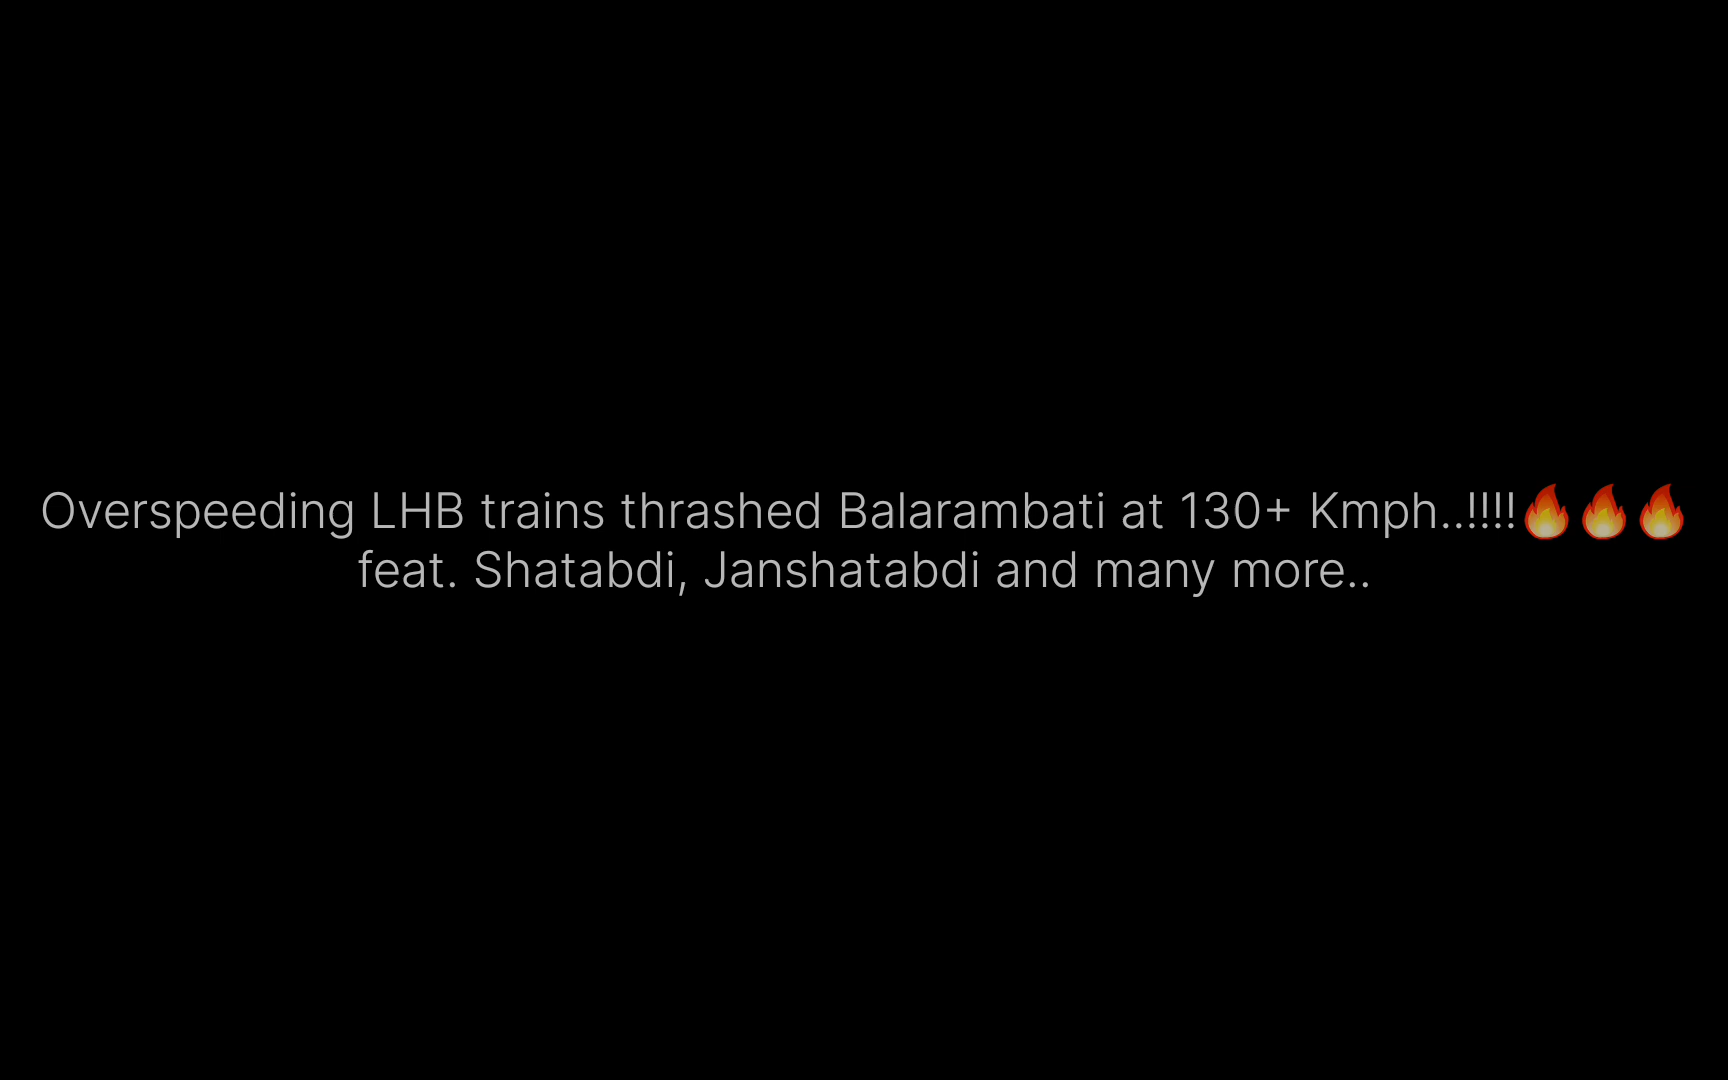 Overspeeding LHB trains thrashed Balarambati at 130+ Kmph..!!!!🔥🔥🔥
feat. Shatabdi, Janshatabdi and many more..